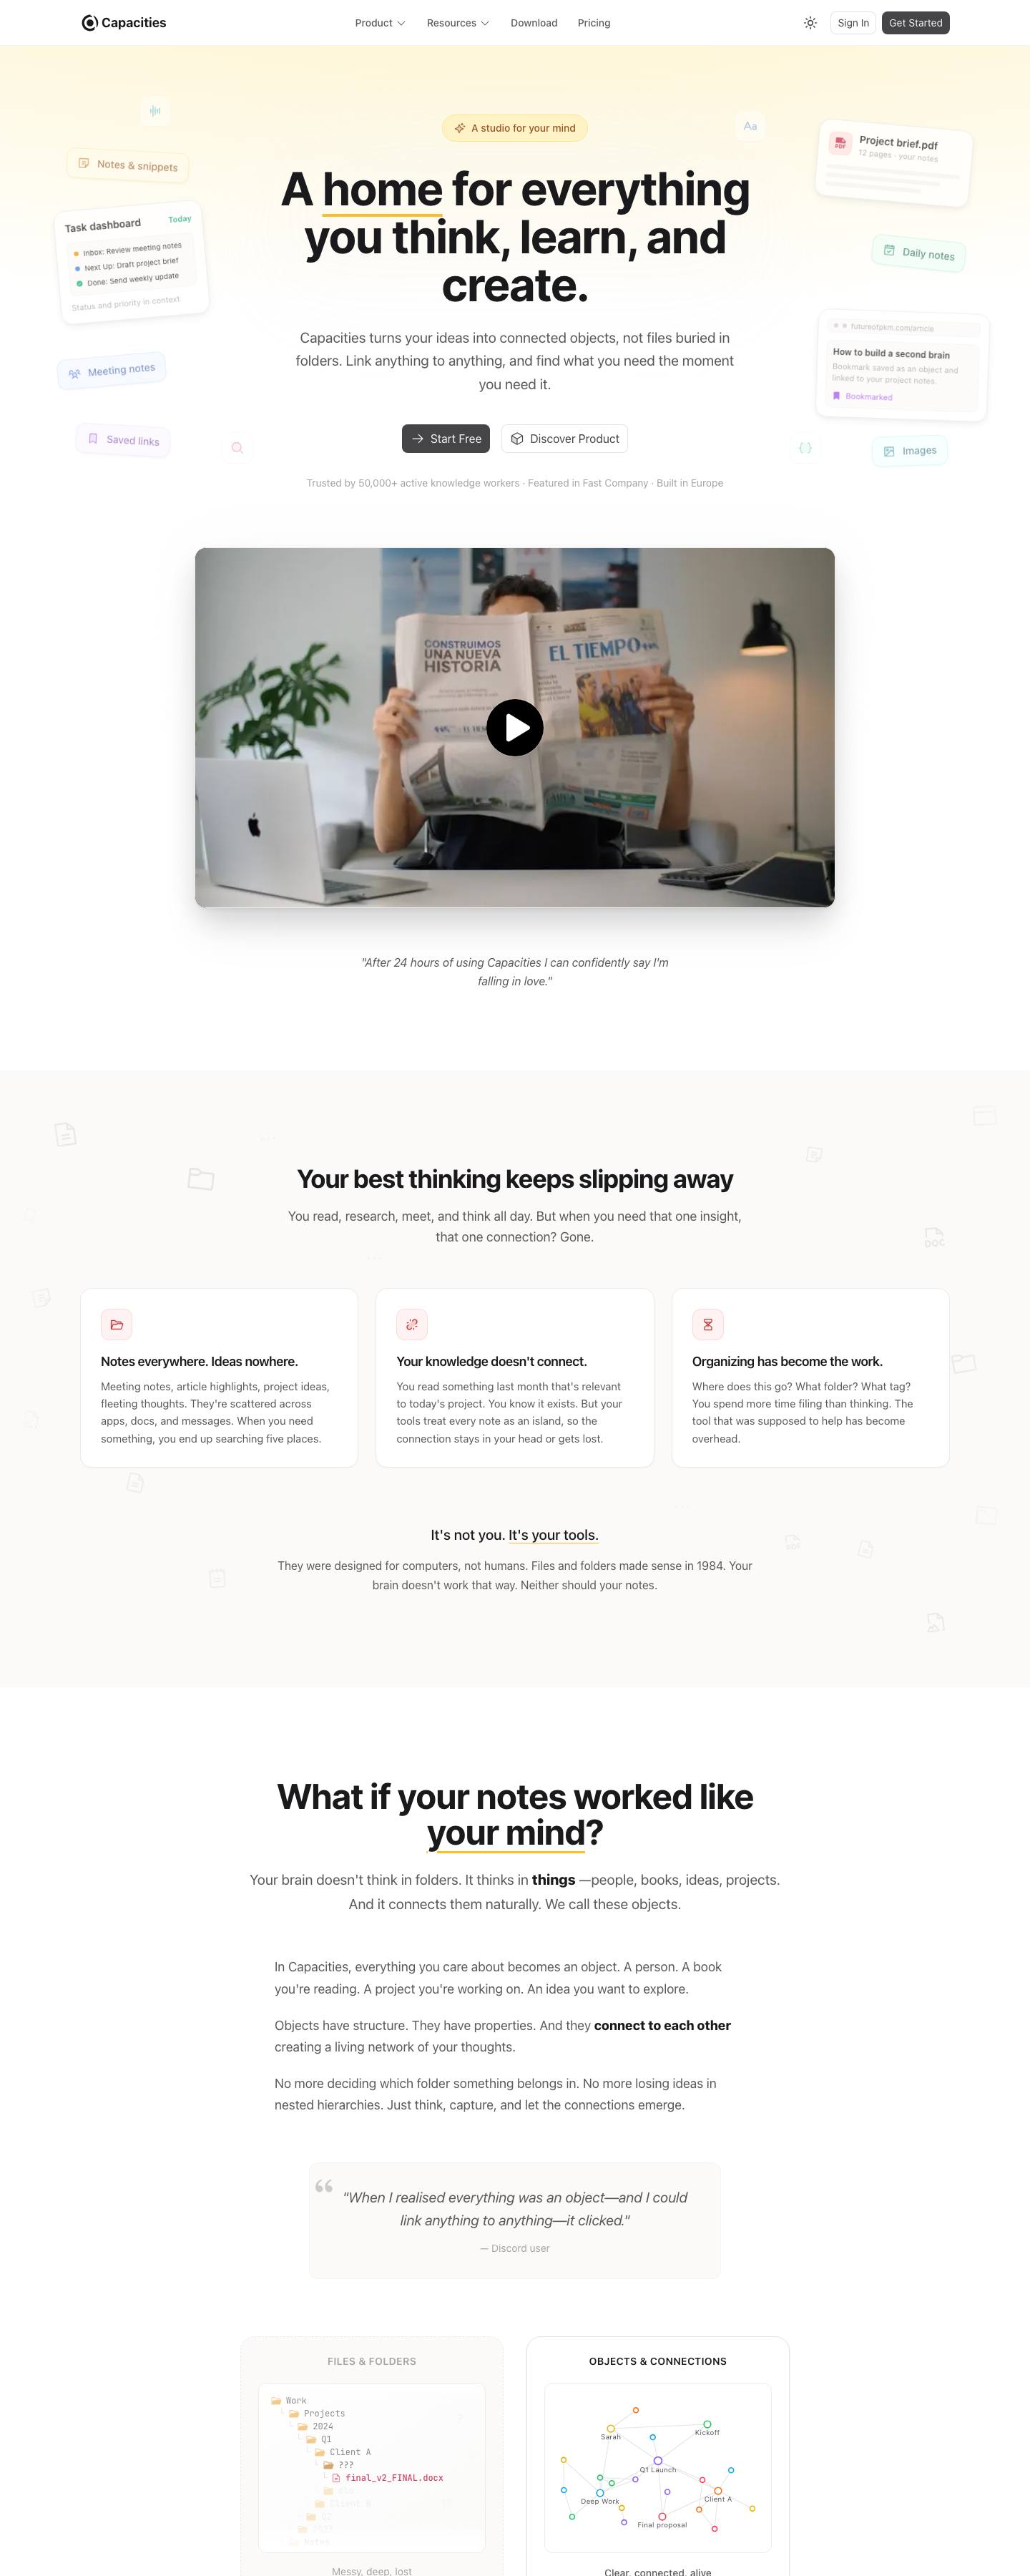 Capacities
Product
Resources
Download
Pricing
Sign In
Get Started
A studio for your mind
Aa
Notes & snippets
Task dashboard
Today
Inbox: Review meeting notes
Next Up: Draft project brief
Done: Send weekly update
Status and priority in context
Meeting notes
Saved links
A home for everything
you think, learn, and
create.
Capacities turns your ideas into connected objects, not files buried in
folders. Link anything to anything, and find what you need the moment
you need it.
Start Free
Discover Product
Trusted by 50,000+ active knowledge workers · Featured in Fast Company · Built in Europe
PDF
Project brief.pdf
12 pages · your notes
Daily notes
futureofpkm.com/article
How to build a second brain
Bookmark saved as an object and
linked to your project notes.
Bookmarked
Images
CONSTRUIMOS
UNA NUEVA
HISTORIA
EL TIEMPO
"After 24 hours of using Capacities I can confidently say I'm
falling in love."
Your best thinking keeps slipping away
You read, research, meet, and think all day. But when you need that one insight,
that one connection? Gone.
DOC
Notes everywhere. Ideas nowhere.
Meeting notes, article highlights, project ideas,
fleeting thoughts. They're scattered across
apps, docs, and messages. When you need
something, you end up searching five places.
Your knowledge doesn't connect.
You read something last month that's relevant
to today's project. You know it exists. But your
tools treat every note as an island, so the
connection stays in your head or gets lost.
Organizing has become the work.
Where does this go? What folder? What tag?
You spend more time filing than thinking. The
tool that was supposed to help has become
overhead.
It's not you. It's your tools.
They were designed for computers, not humans. Files and folders made sense in 1984. Your
brain doesn't work that way. Neither should your notes.
What if your notes worked like
your mind?
Your brain doesn't think in folders. It thinks in things —people, books, ideas, projects.
And it connects them naturally. We call these objects.
In Capacities, everything you care about becomes an object. A person. A book
you're reading. A project you're working on. An idea you want to explore.
Objects have structure. They have properties. And they connect to each other
creating a living network of your thoughts.
No more deciding which folder something belongs in. No more losing ideas in
nested hierarchies. Just think, capture, and let the connections emerge.
"When I realised everything was an object—and I could
link anything to anything—it clicked."
— Discord user
FILES & FOLDERS
Work
Projects
2024
Q1
Client A
???
final_v2_FINAL.docx
Client B
Q2
2023
Notes
Messy, deep, lost
OBJECTS & CONNECTIONS
Sarah
Kickoff
Q1 Launch
Deep Work
Client A
Final proposal
Clear, connected, alive